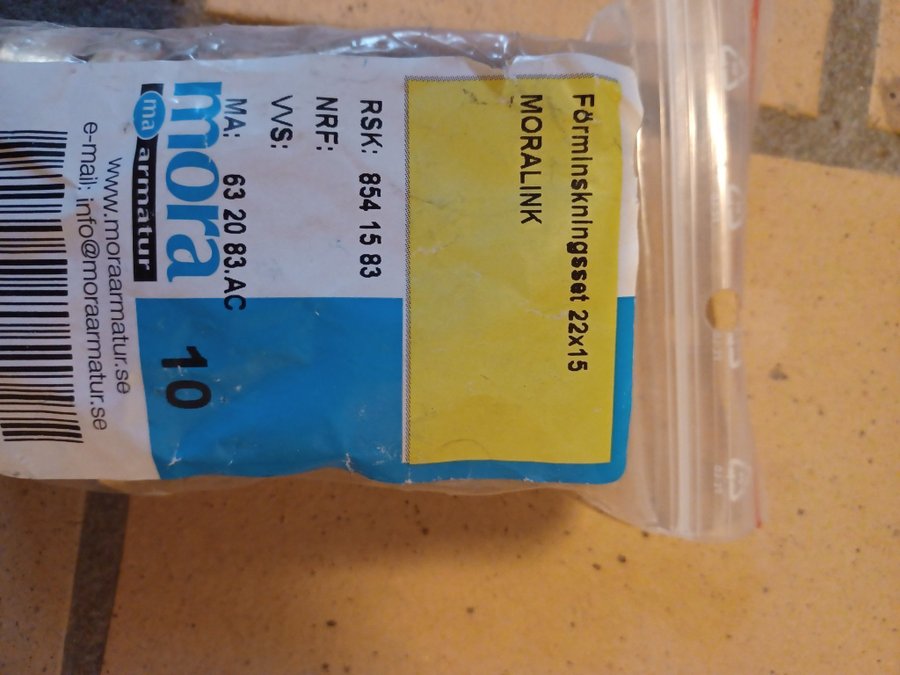 Förminskningsset 22x15
MORALINK
RSK: 854 15 83
NRF:
VVS:
MA: 63 20 83.AC
mora
ma armatur
10
www.moraarmatur.se
e-mail: info@moraarmatur.se